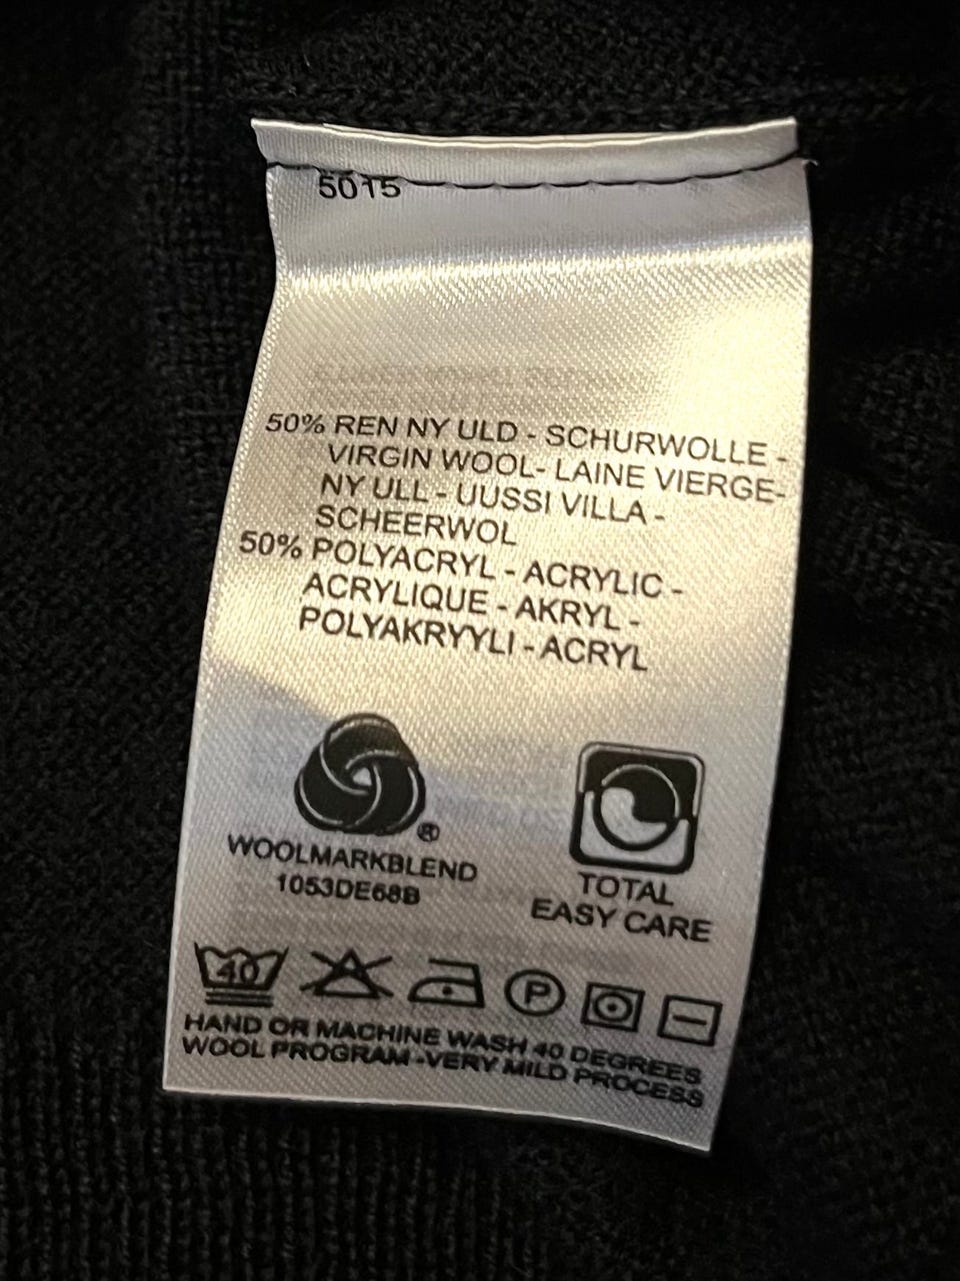 5015
50% REN NY ULD - SCHURWOLLE -
VIRGIN WOOL- LAINE VIERGE-
NY ULL - UUSSI VILLA -
SCHEERWOL
50% POLYACRYL - ACRYLIC -
ACRYLIQUE - AKRYL -
POLYAKRYYLI - ACRYL
®
WOOLMARKBLEND
1053DE68B
TOTAL
EASY CARE
40
P
HAND OR MACHINE WASH 40 DEGREES
WOOL PROGRAM -VERY MILD PROCESS